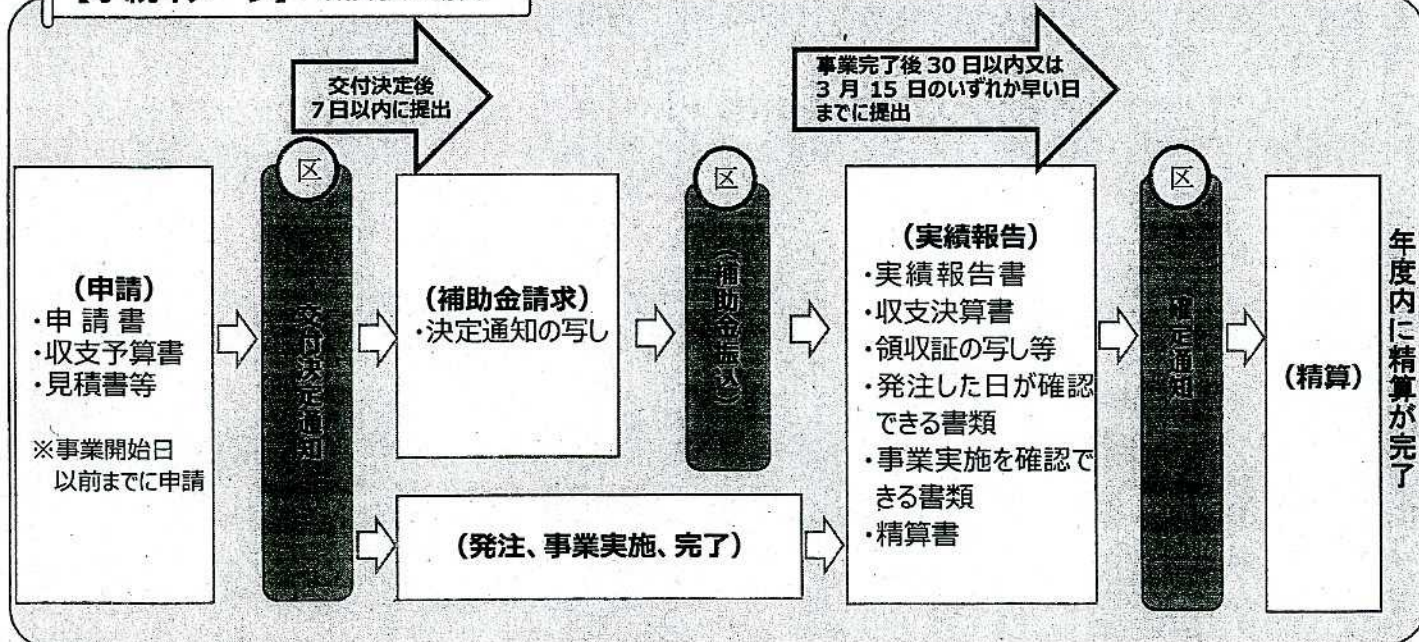 交付決定後
7日以内に提出
事業完了後 30 日以内又は
3 月 15 日のいずれか早い日
までに提出
(申請)
・申 請 書
・収支予算書
・見積書等
※事業開始日
以前までに申請
区
交付決定通知
(補助金請求)
・決定通知の写し
(発注、事業実施、完了)
区
(補助金振込)
(実績報告)
・実績報告書
・収支決算書
・領収証の写し等
・発注した日が確認
できる書類
・事業実施を確認で
きる書類
・精算書
区
確定通知
(精算)
年度内に精算が完了